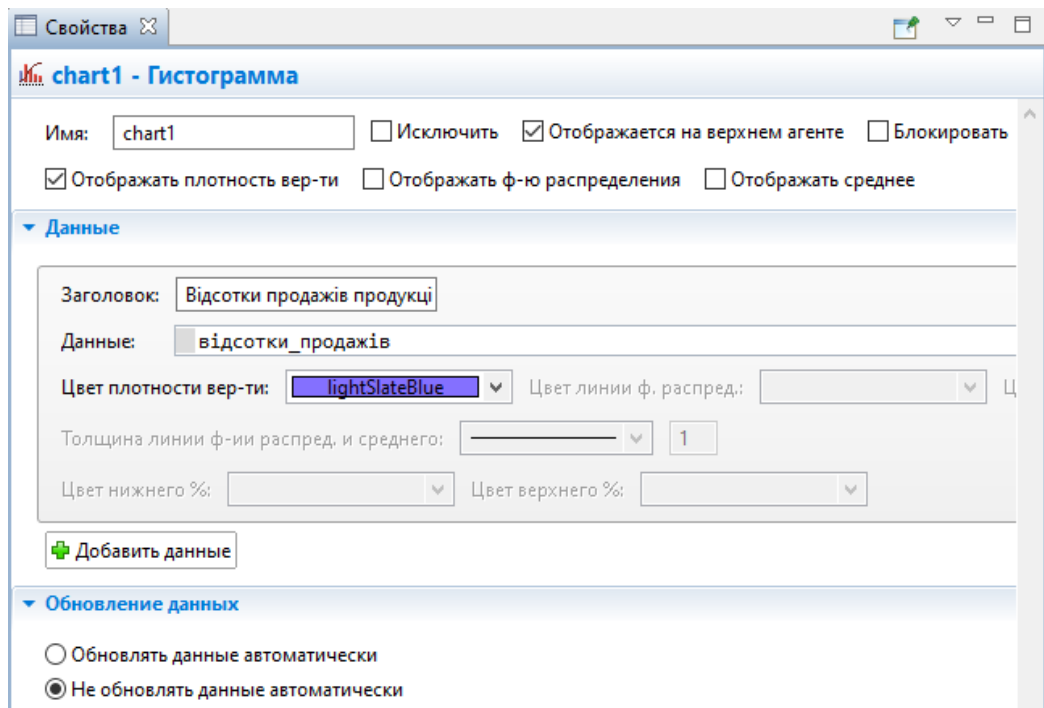 Свойства
chart1 - Гистограмма
Имя: chart1 Исключить Отображается на верхнем агенте Блокировать
Отображать плотность вер-ти Отображать ф-ю распределения Отображать среднее
Данные
Заголовок: Відсотки продажів продукці
Данные: відсотки_продажів
Цвет плотности вер-ти: lightSlateBlue Цвет линии ф. распред.: Ц
Толщина линии ф-ии распред. и среднего: 1
Цвет нижнего %: Цвет верхнего %:
Добавить данные
Обновление данных
Обновлять данные автоматически
Не обновлять данные автоматически